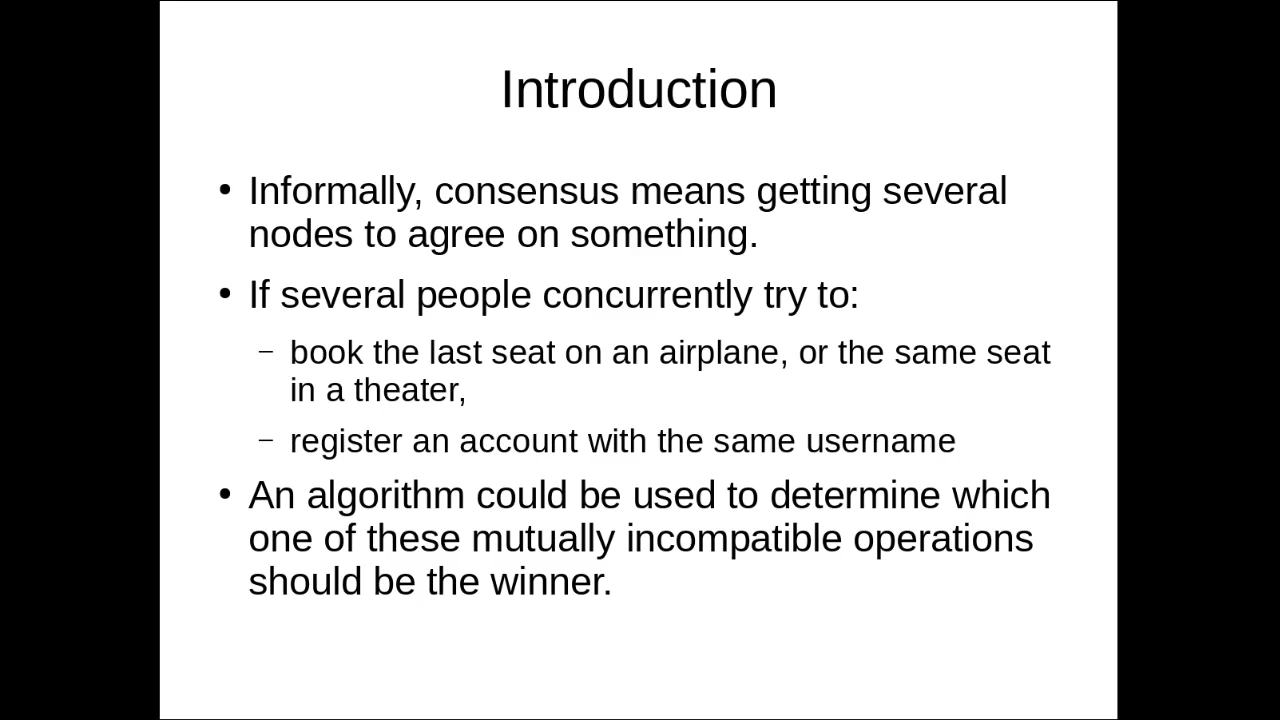 Introduction
• Informally, consensus means getting several
nodes to agree on something.
• If several people concurrently try to:
– book the last seat on an airplane, or the same seat
in a theater,
– register an account with the same username
• An algorithm could be used to determine which
one of these mutually incompatible operations
should be the winner.